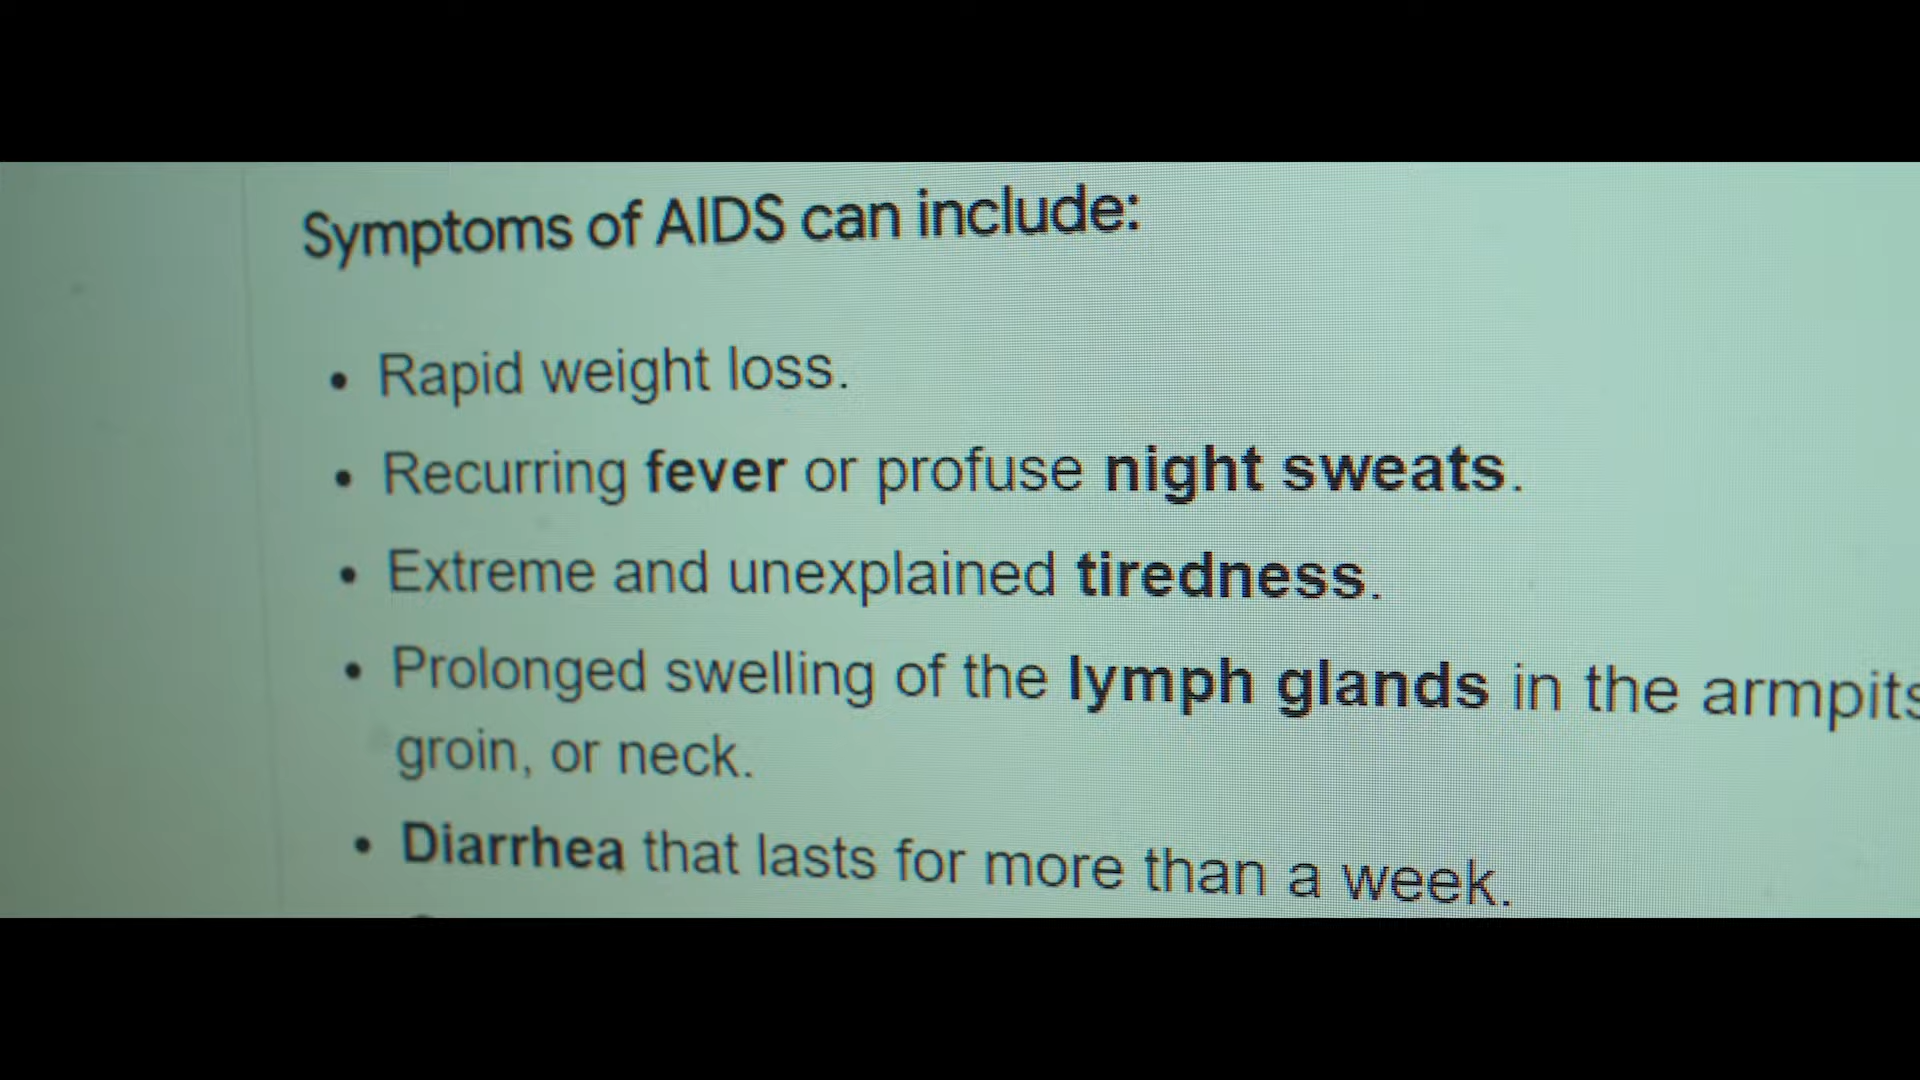 Symptoms of AIDS can include:
• Rapid weight loss.
• Recurring fever or profuse night sweats.
• Extreme and unexplained tiredness.
• Prolonged swelling of the lymph glands in the armpits
groin, or neck.
• Diarrhea that lasts for more than a week.